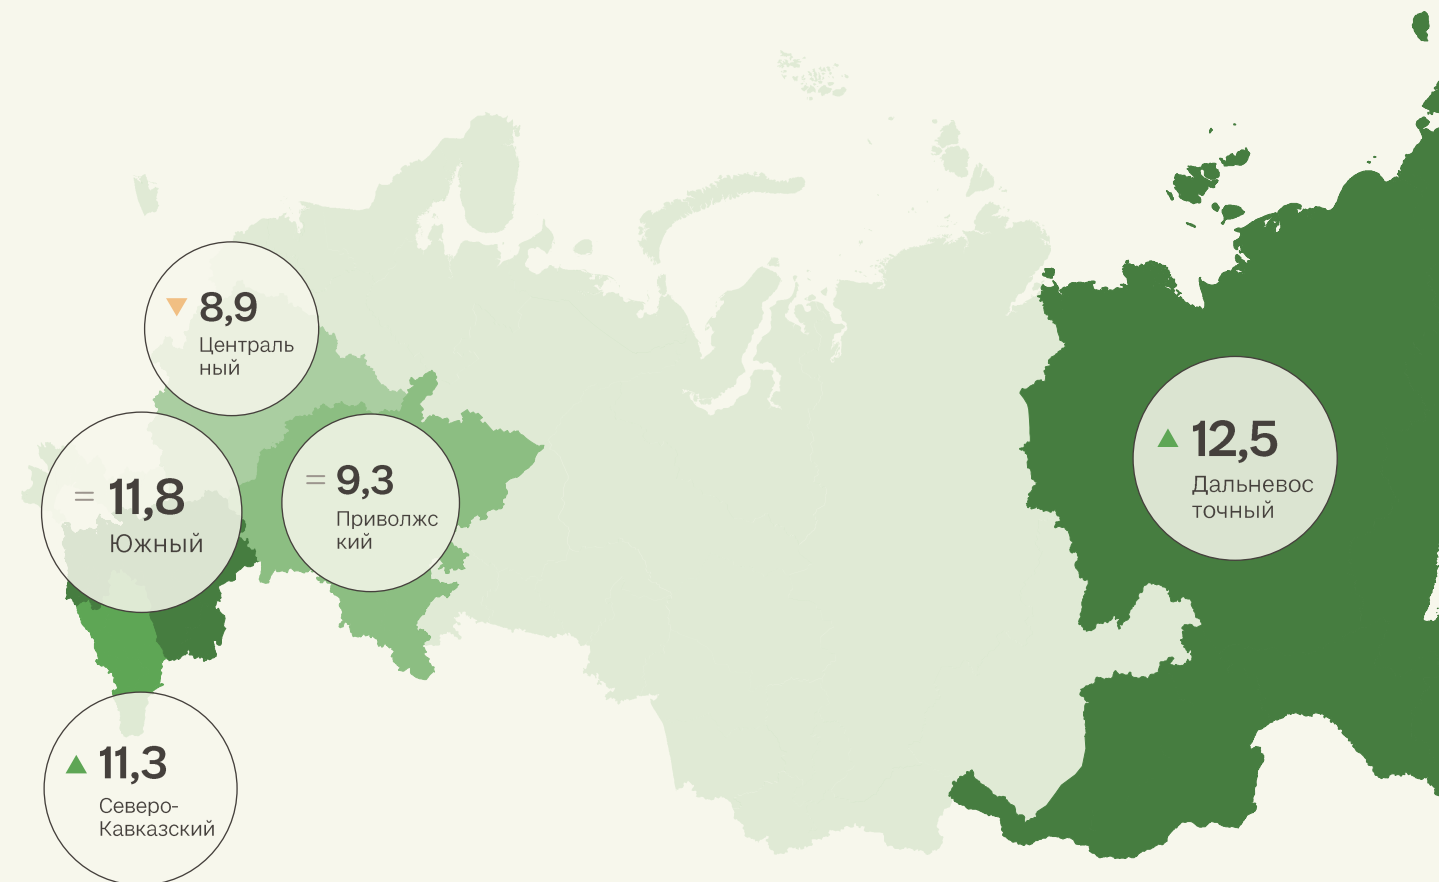 8,9
Централь
ный
= 11,8
Южный
= 9,3
Приволжс
кий
12,5
Дальневос
точный
11,3
Северо-
Кавказский